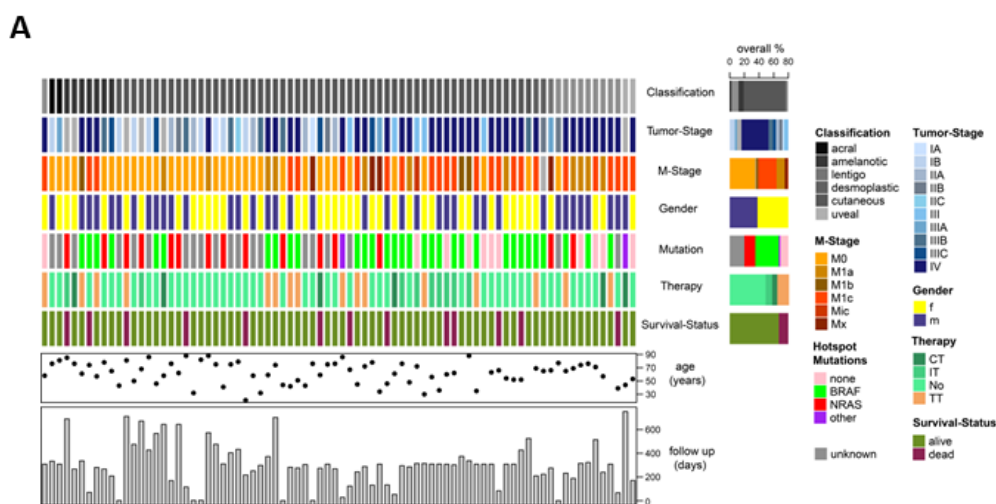 A
overall %
0 20 40 60 80
Classification
Tumor-Stage
M-Stage
Gender
Mutation
Therapy
Survival-Status
90
70
50
30
age
(years)
600
400
200
0
follow up
(days)
Classification
acral
amelanotic
lentigo
desmoplastic
cutaneous
uveal
M-Stage
M0
M1a
M1b
M1c
Mic
Mx
Hotspot
Mutations
none
BRAF
NRAS
other
unknown
Tumor-Stage
IA
IB
IIA
IIB
IIC
III
IIIA
IIIB
IIIC
IV
Gender
f
m
Therapy
CT
IT
No
TT
Survival-Status
alive
dead